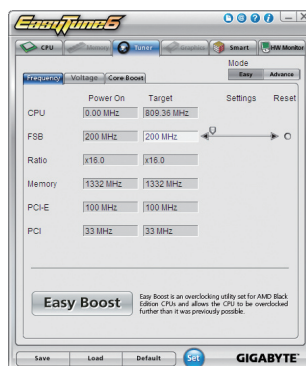 EasyTune6
CPU Memory Tuner Graphics Smart HW Monitor
Mode
Easy Advance
Frequency Voltage Core Boost
Power On Target Settings Reset
CPU 0.00 MHz 809.36 MHz
FSB 200 MHz 200 MHz
Ratio x16.0 x16.0
Memory 1332 MHz 1332 MHz
PCI-E 100 MHz 100 MHz
PCI 33 MHz 33 MHz
Easy Boost
Easy Boost is an overclocking utility set for AMD Black
Edition CPUs and allows the CPU to be overclocked
further than it was previously possible.
Save Load Default Set GIGABYTE